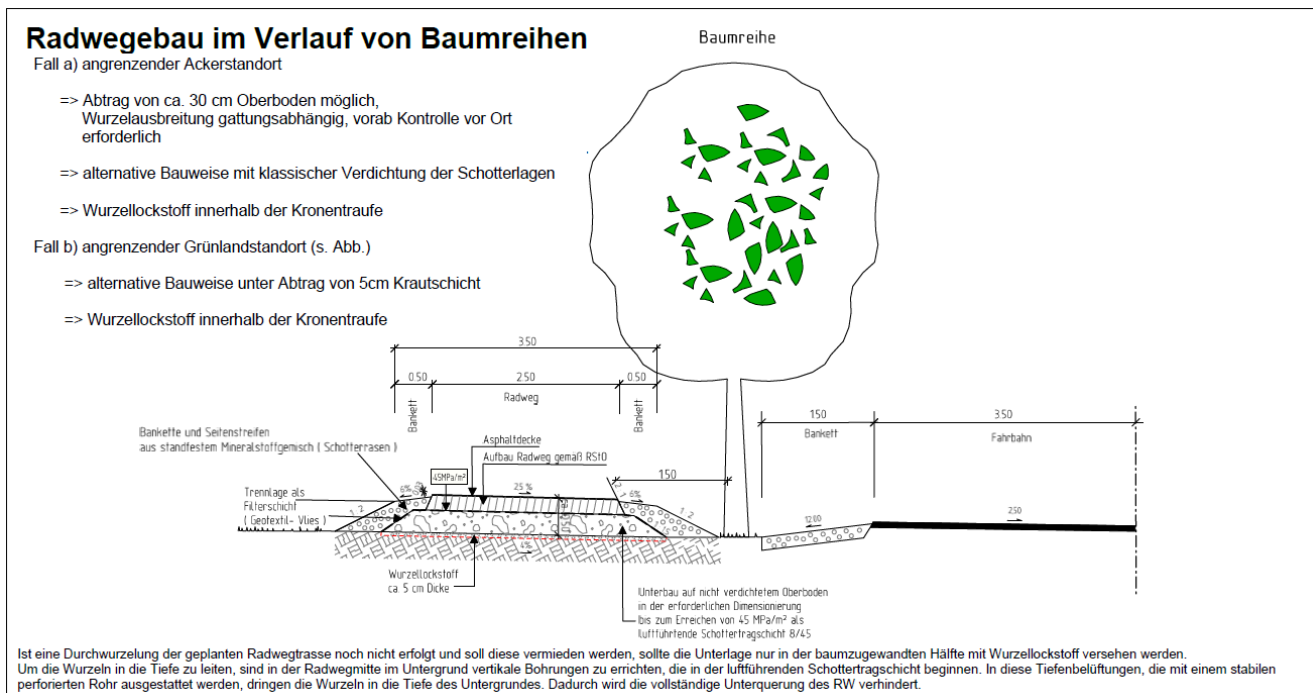 Radwegebau im Verlauf von Baumreihen
Fall a) angrenzender Ackerstandort
=> Abtrag von ca. 30 cm Oberboden möglich,
Wurzelausbreitung gattungsabhängig, vorab Kontrolle vor Ort
erforderlich
=> alternative Bauweise mit klassischer Verdichtung der Schotterlagen
=> Wurzellockstoff innerhalb der Kronentraufe
Fall b) angrenzender Grünlandstandort (s. Abb.)
=> alternative Bauweise unter Abtrag von 5cm Krautschicht
=> Wurzellockstoff innerhalb der Kronentraufe
Baumreihe
350
0.50
250
0.50
Bankett
Radweg
Bankett
150
350
Bankett
Fahrbahn
Bankette und Seitenstreifen
aus standfestem Mineralstoffgemisch ( Schotterrasen )
Asphaltdecke
Aufbau Radweg gemäß RStO
45MPa/m²
150
Trennlage als
Filterschicht
( Geotextil- Vlies )
6%
25 %
6%
1:2
1:2
1200
250
4%
Wurzellockstoff
ca. 5 cm Dicke
Unterbau auf nicht verdichtetem Oberboden
in der erforderlichen Dimensionierung
bis zum Erreichen von 45 MPa/m² als
luftführtende Schottertragschicht 8/45
Ist eine Durchwurzelung der geplanten Radwegtrasse noch nicht erfolgt und soll diese vermieden werden, sollte die Unterlage nur in der baumzugewandten Hälfte mit Wurzellockstoff versehen werden.
Um die Wurzeln in die Tiefe zu leiten, sind in der Radwegmitte im Untergrund vertikale Bohrungen zu errichten, die in der luftführenden Schottertragschicht beginnen. In diese Tiefenbelüftungen, die mit einem stabilen
perforierten Rohr ausgestattet werden, dringen die Wurzeln in die Tiefe des Untergrundes. Dadurch wird die vollständige Unterquerung des RW verhindert.